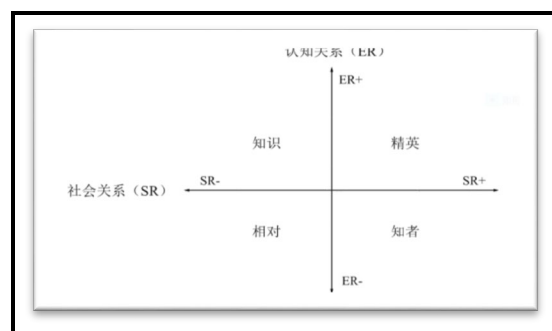 认知关系（ER）
ER+
知识 精英
社会关系（SR） SR- SR+
相对 知者
ER-